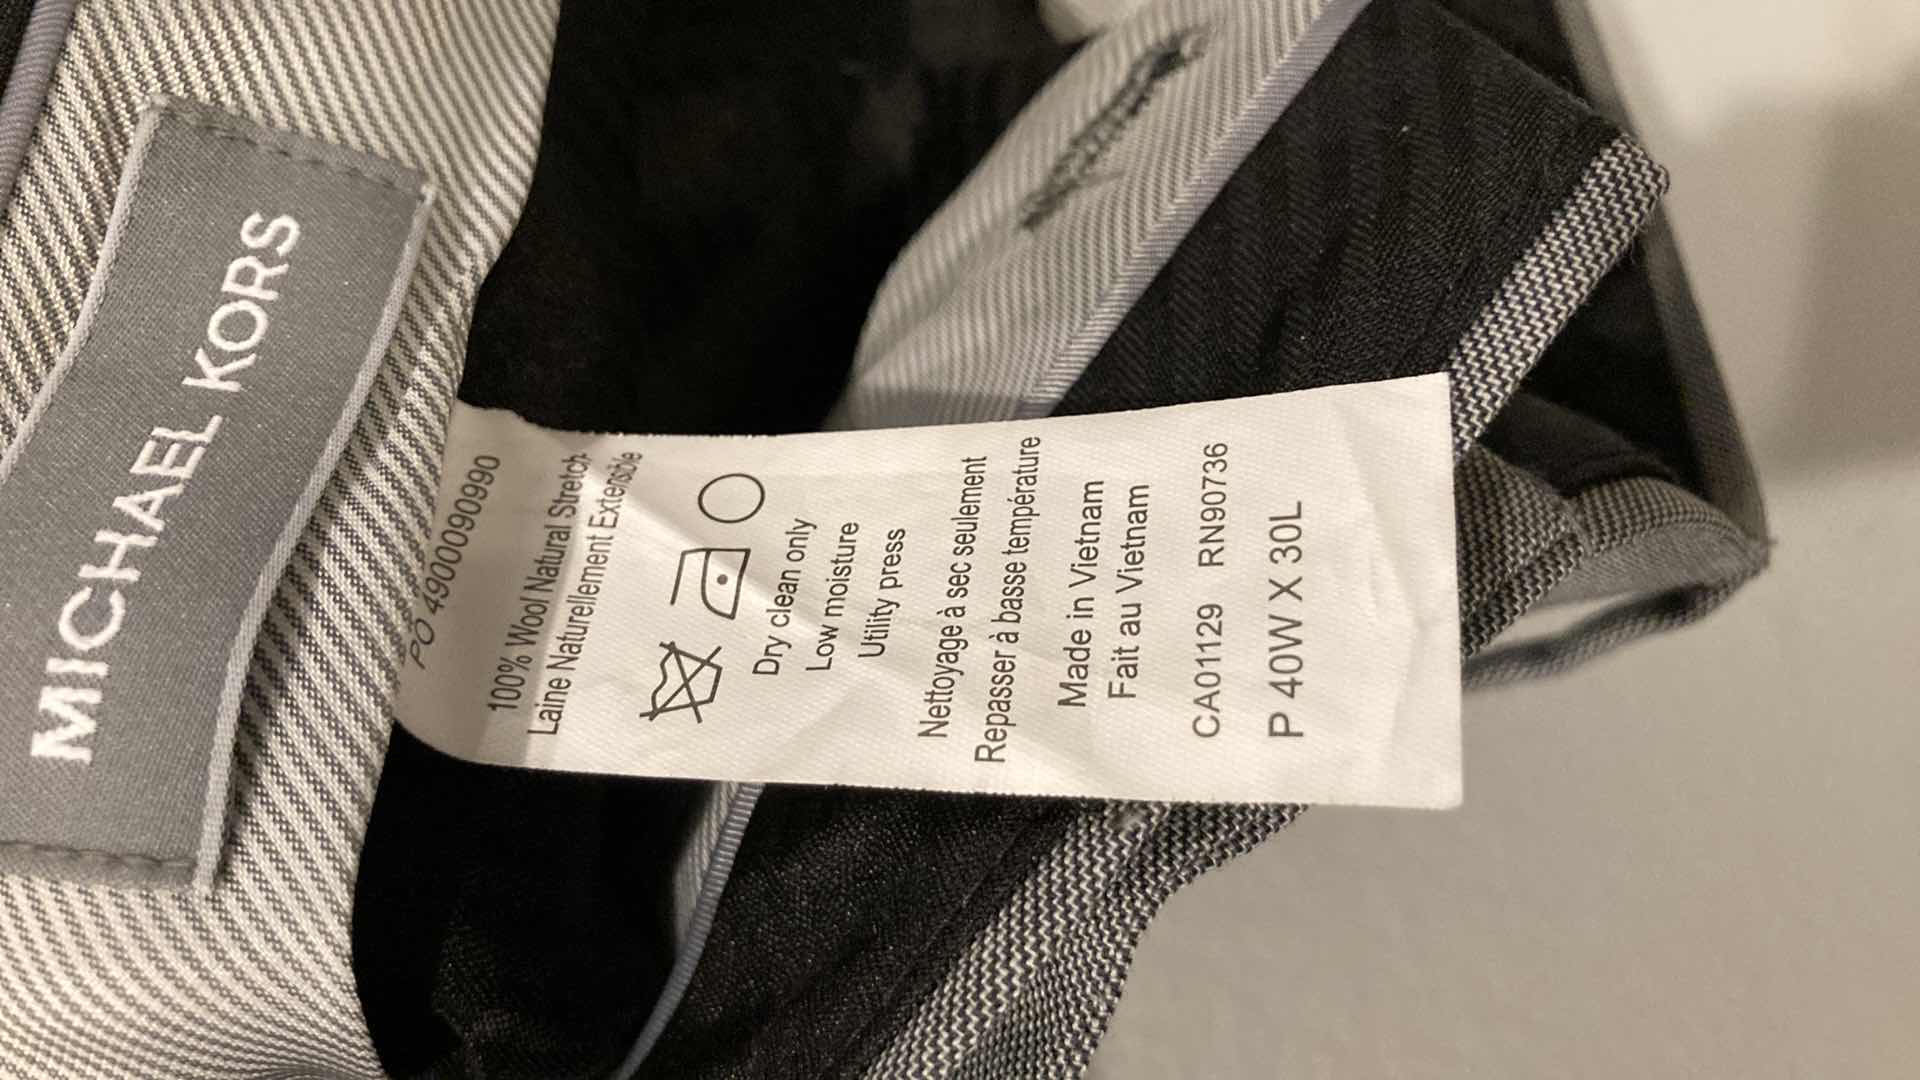 MICHAEL KORS
PO 4900090990
100% Wool Natural Stretch
Laine Naturellement Extensible
Dry clean only
Low moisture
Utility press
Nettoyage à sec seulement
Repasser à basse température
Made in Vietnam
Fait au Vietnam
CA01129 RN90736
P 40W X 30L